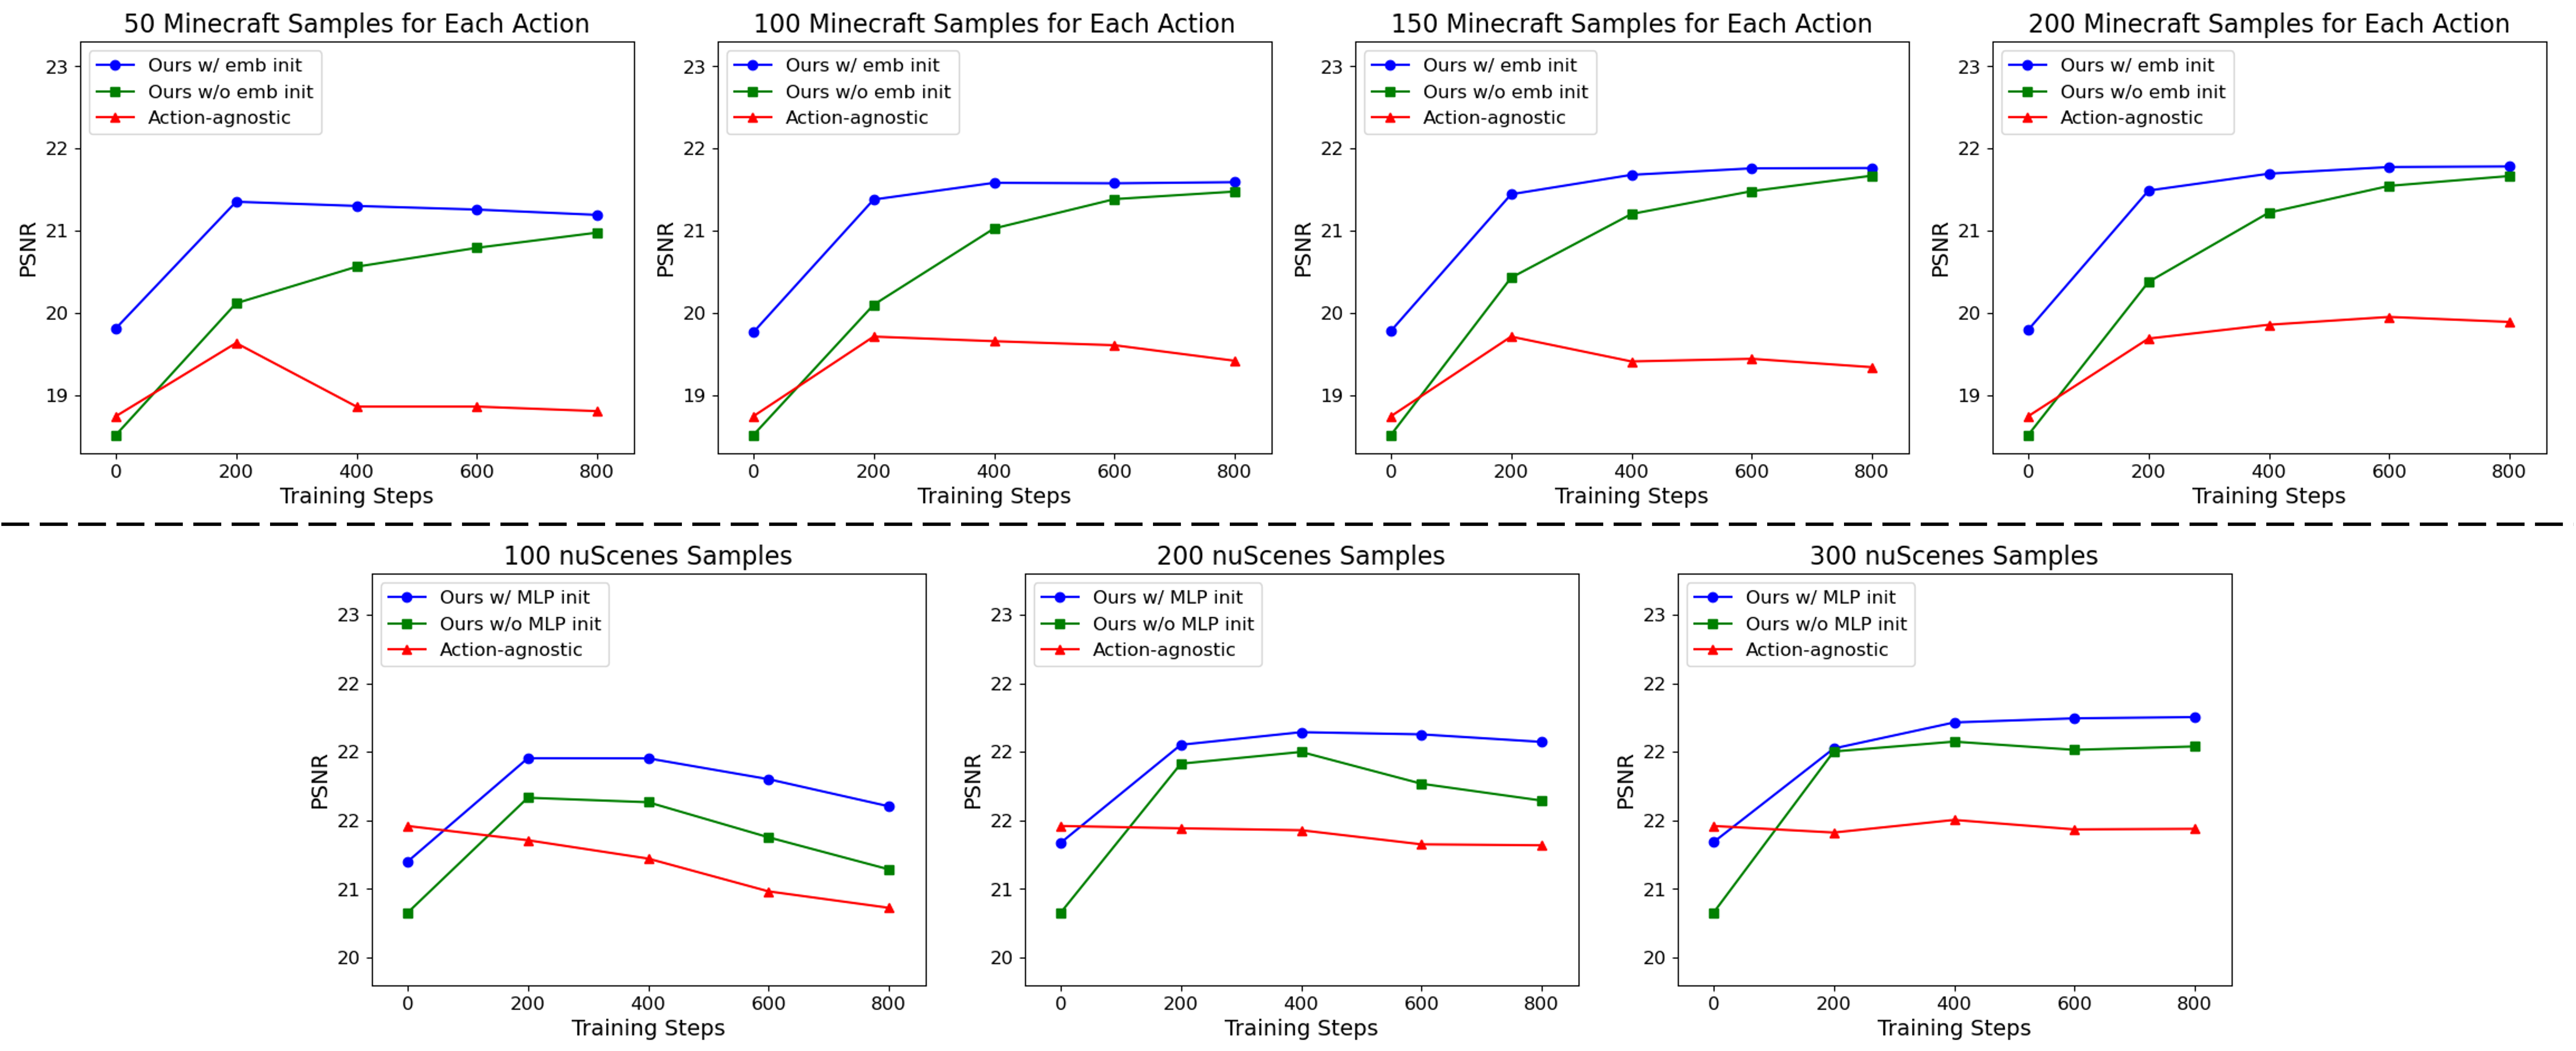 50 Minecraft Samples for Each Action
Ours w/ emb init
Ours w/o emb init
Action-agnostic
PSNR
23
22
21
20
19
0 200 400 600 800
Training Steps
100 Minecraft Samples for Each Action
Ours w/ emb init
Ours w/o emb init
Action-agnostic
PSNR
23
22
21
20
19
0 200 400 600 800
Training Steps
150 Minecraft Samples for Each Action
Ours w/ emb init
Ours w/o emb init
Action-agnostic
PSNR
23
22
21
20
19
0 200 400 600 800
Training Steps
200 Minecraft Samples for Each Action
Ours w/ emb init
Ours w/o emb init
Action-agnostic
PSNR
23
22
21
20
19
0 200 400 600 800
Training Steps
100 nuScenes Samples
Ours w/ MLP init
Ours w/o MLP init
Action-agnostic
PSNR
23
22
22
22
21
20
0 200 400 600 800
Training Steps
200 nuScenes Samples
Ours w/ MLP init
Ours w/o MLP init
Action-agnostic
PSNR
23
22
22
22
21
20
0 200 400 600 800
Training Steps
300 nuScenes Samples
Ours w/ MLP init
Ours w/o MLP init
Action-agnostic
PSNR
23
22
22
22
21
20
0 200 400 600 800
Training Steps